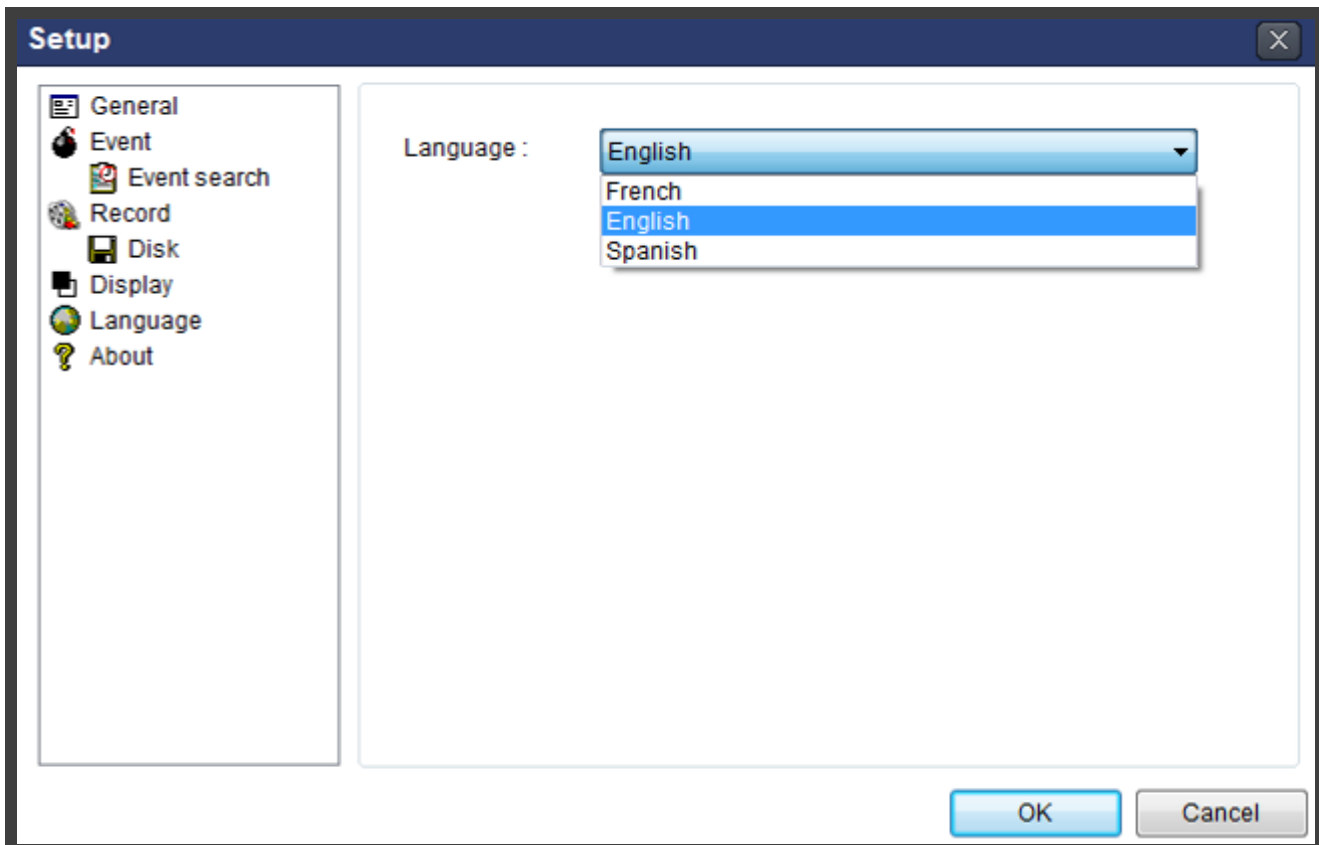 Setup
General
Event
Event search
Record
Disk
Display
Language
About
Language :
English
French
English
Spanish
OK
Cancel